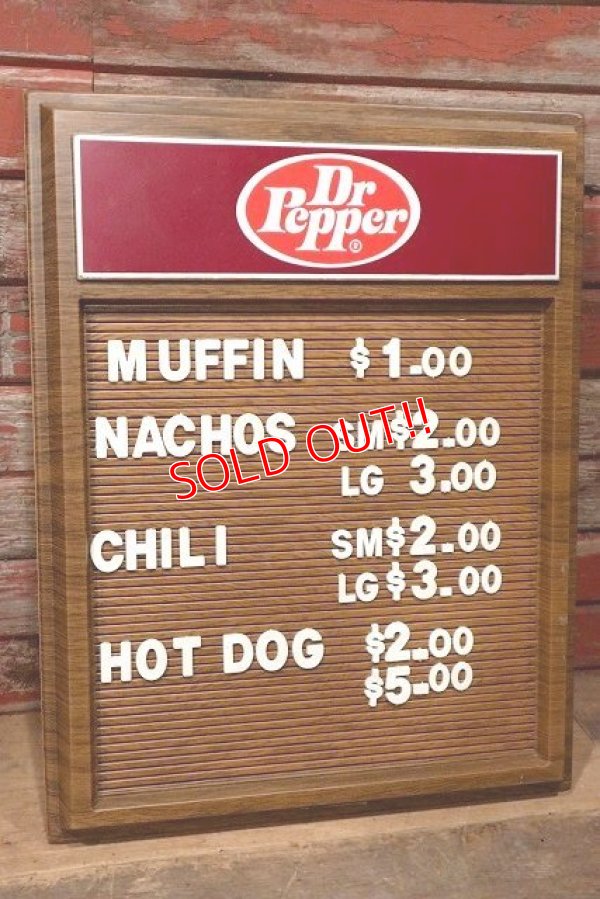 Dr
Pepper
®
MUFFIN $1.00
NACHOS SM$2.00
LG 3.00
SOLD OUT!!
CHILI SM$2.00
LG $3.00
HOT DOG $2.00
$5.00